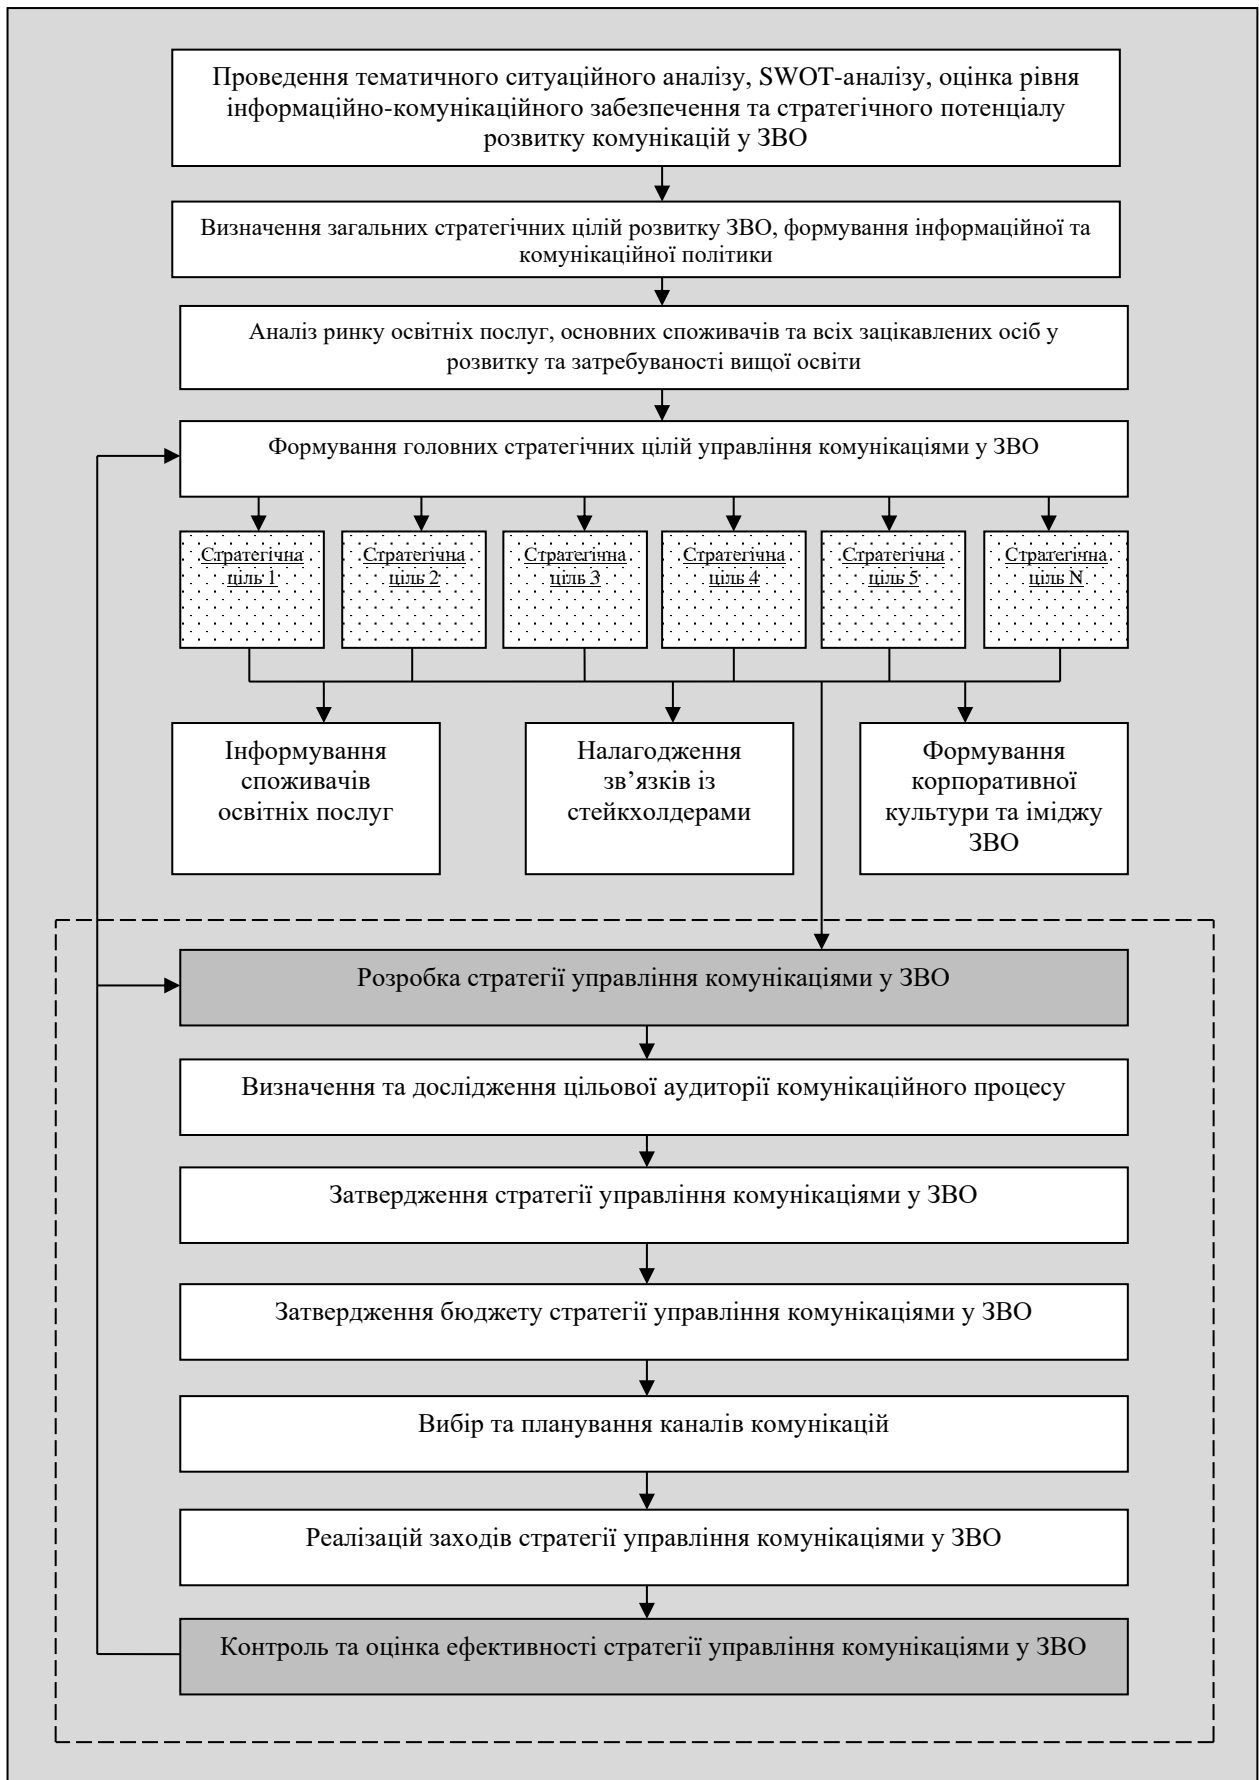 Проведення тематичного ситуаційного аналізу, SWOT-аналізу, оцінка рівня
інформаційно-комунікаційного забезпечення та стратегічного потенціалу
розвитку комунікацій у ЗВО
Визначення загальних стратегічних цілій розвитку ЗВО, формування інформаційної та
комунікаційної політики
Аналіз ринку освітніх послуг, основних споживачів та всіх зацікавлених осіб у
розвитку та затребуваності вищої освіти
Формування головних стратегічних цілій управління комунікаціями у ЗВО
Стратегічна
ціль 1
Стратегічна
ціль 2
Стратегічна
ціль 3
Стратегічна
ціль 4
Стратегічна
ціль 5
Стратегічна
ціль N
Інформування
споживачів
освітніх послуг
Налагодження
зв’язків із
стейкхолдерами
Формування
корпоративної
культури та іміджу
ЗВО
Розробка стратегії управління комунікаціями у ЗВО
Визначення та дослідження цільової аудиторії комунікаційного процесу
Затвердження стратегії управління комунікаціями у ЗВО
Затвердження бюджету стратегії управління комунікаціями у ЗВО
Вибір та планування каналів комунікацій
Реалізацій заходів стратегії управління комунікаціями у ЗВО
Контроль та оцінка ефективності стратегії управління комунікаціями у ЗВО